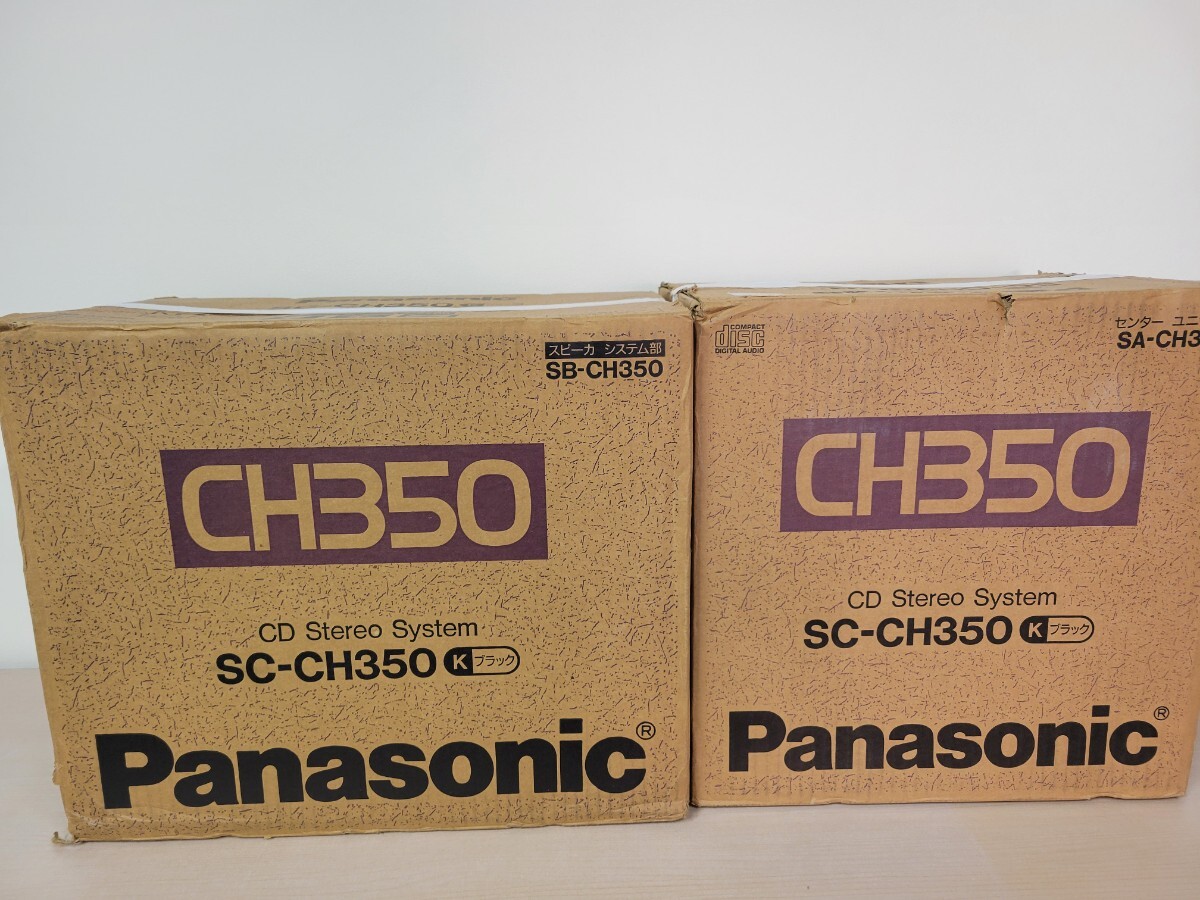 スピーカ システム部
SB-CH350
CH350
CD Stereo System
SC-CH350 K ブラック
Panasonic®
COMPACT
disc
DIGITAL AUDIO
センター ユニ
SA-CH3
CH350
CD Stereo System
SC-CH350 K ブラック
Panasonic®